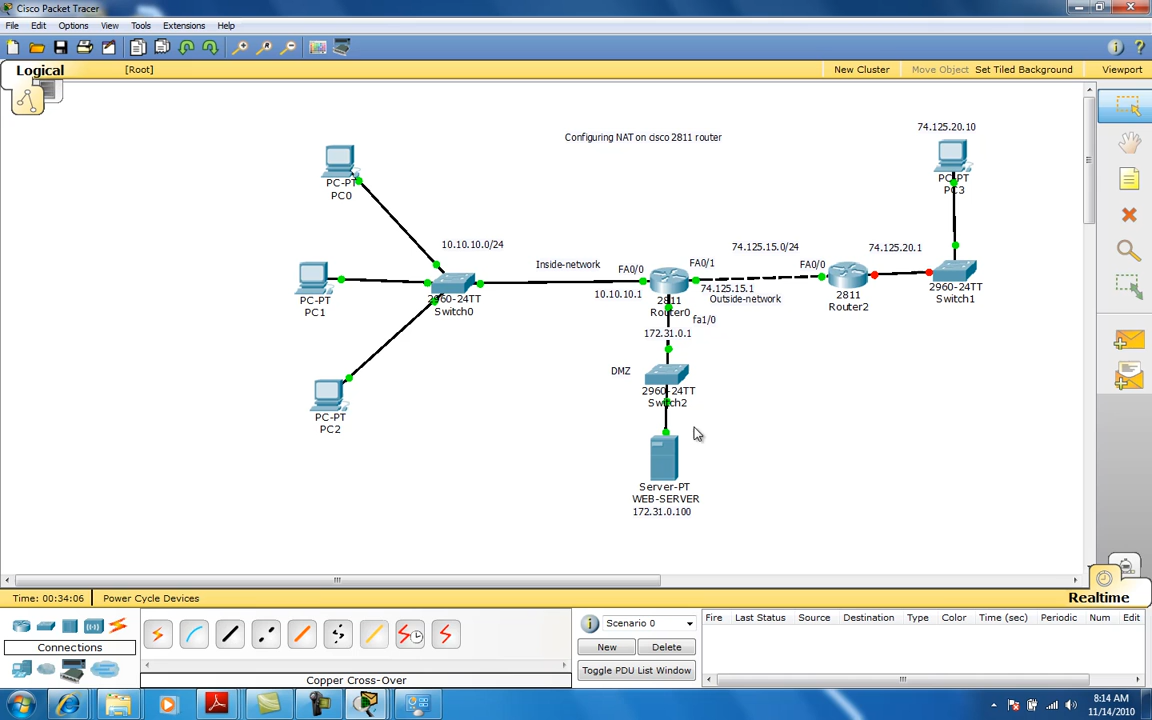 Cisco Packet Tracer
File Edit Options View Tools Extensions Help
Logical
[Root]
New Cluster
Move Object
Set Tiled Background
Viewport
Configuring NAT on cisco 2811 router
74.125.20.10
PC-PT
PC0
PC-PT
PC3
10.10.10.0/24
Inside-network
FA0/0
FA0/1
74.125.15.0/24
FA0/0
74.125.20.1
PC-PT
PC1
2960-24TT
Switch0
10.10.10.1
2811
Router0
74.125.15.1
Outside-network
2811
Router2
2960-24TT
Switch1
fa1/0
172.31.0.1
DMZ
2960-24TT
Switch2
PC-PT
PC2
Server-PT
WEB-SERVER
172.31.0.100
Time: 00:34:06
Power Cycle Devices
Realtime
Connections
Copper Cross-Over
Scenario 0
New
Delete
Toggle PDU List Window
Fire Last Status Source Destination Type Color Time (sec) Periodic Num Edit
8:14 AM
11/14/2010